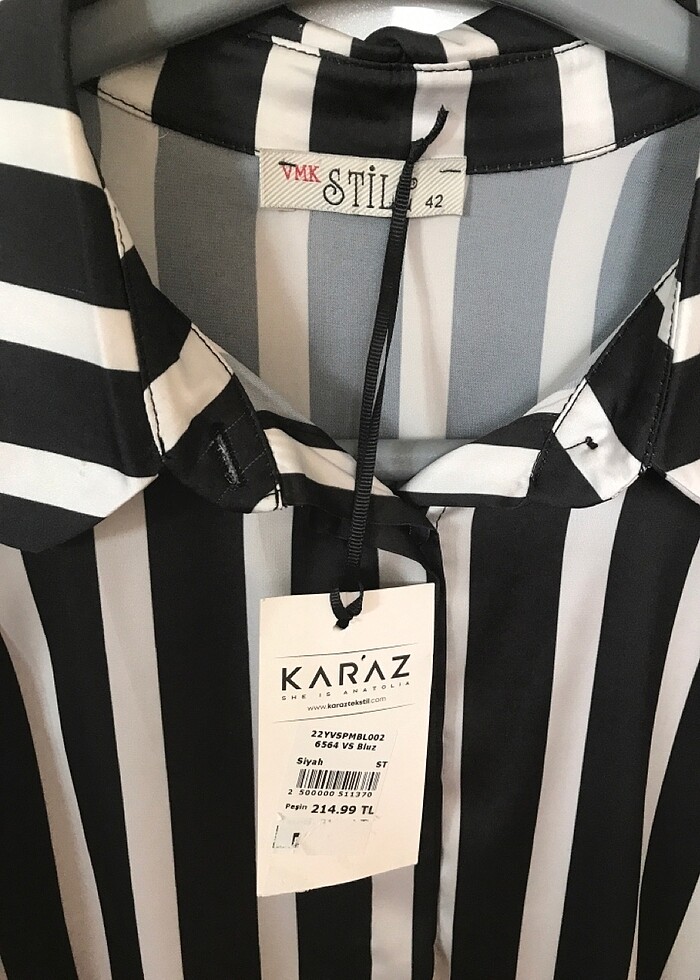 VMK STİL
42
KAR'AZ
SHE IS ANATOLIA
www.karaztekstil.com
22YVSPMBL002
6564 VS Bluz
Siyah ST
2 500000 511370
Peşin 214.99 TL